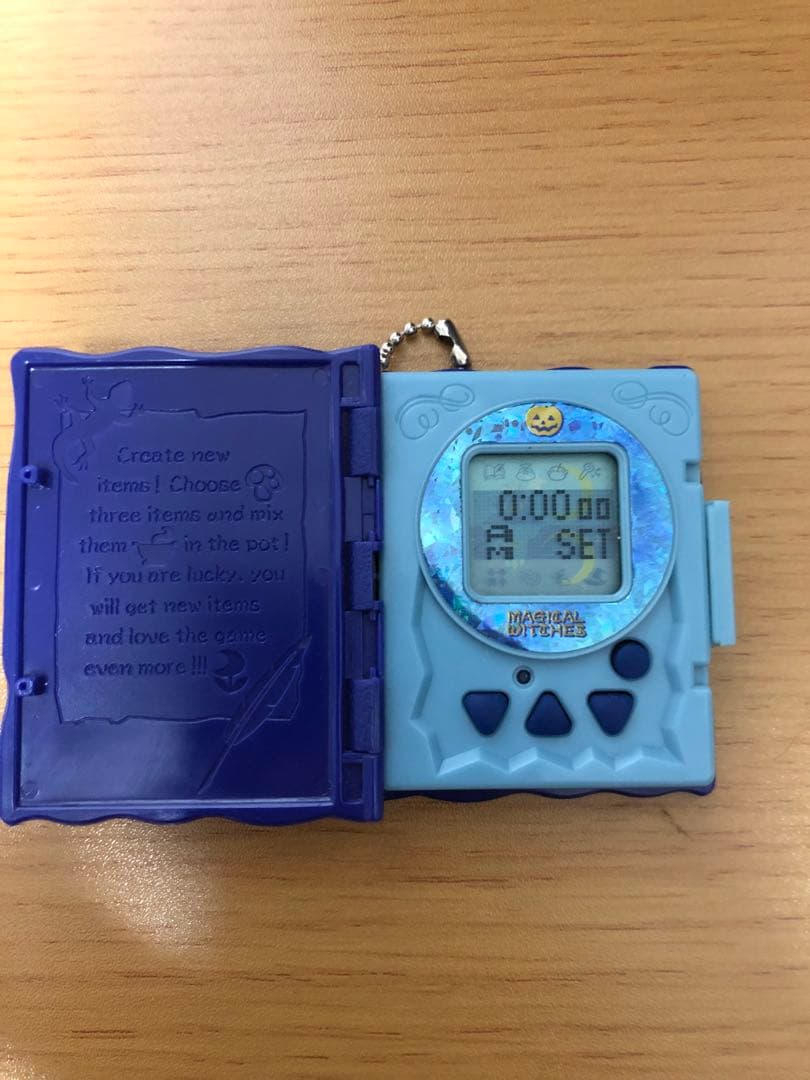 Create new
items! Choose
three items and mix
them in the pot!
If you are lucky, you
will get new items
and love the game
even more!!!
0:00 00
AM SET
MAGICAL
WITCHES